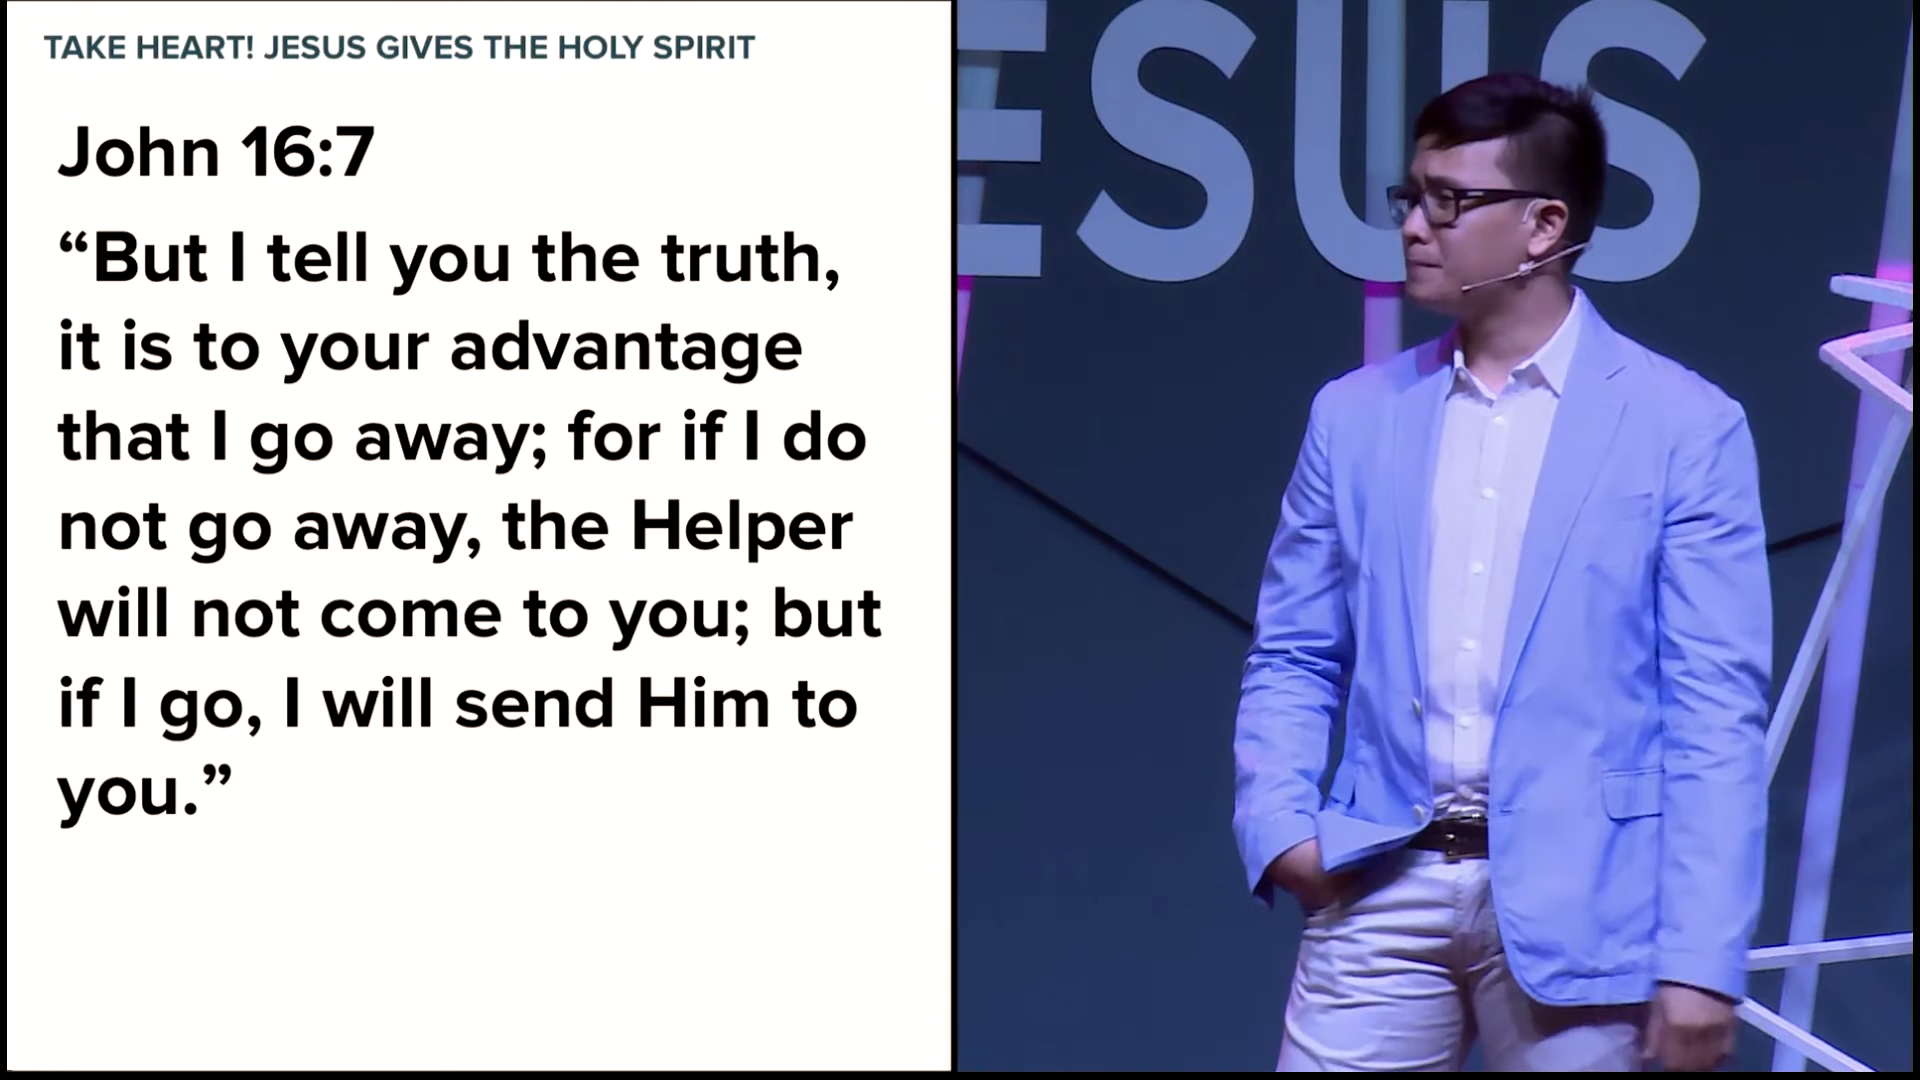 TAKE HEART! JESUS GIVES THE HOLY SPIRIT
John 16:7
“But I tell you the truth,
it is to your advantage
that I go away; for if I do
not go away, the Helper
will not come to you; but
if I go, I will send Him to
you.”
ESUS